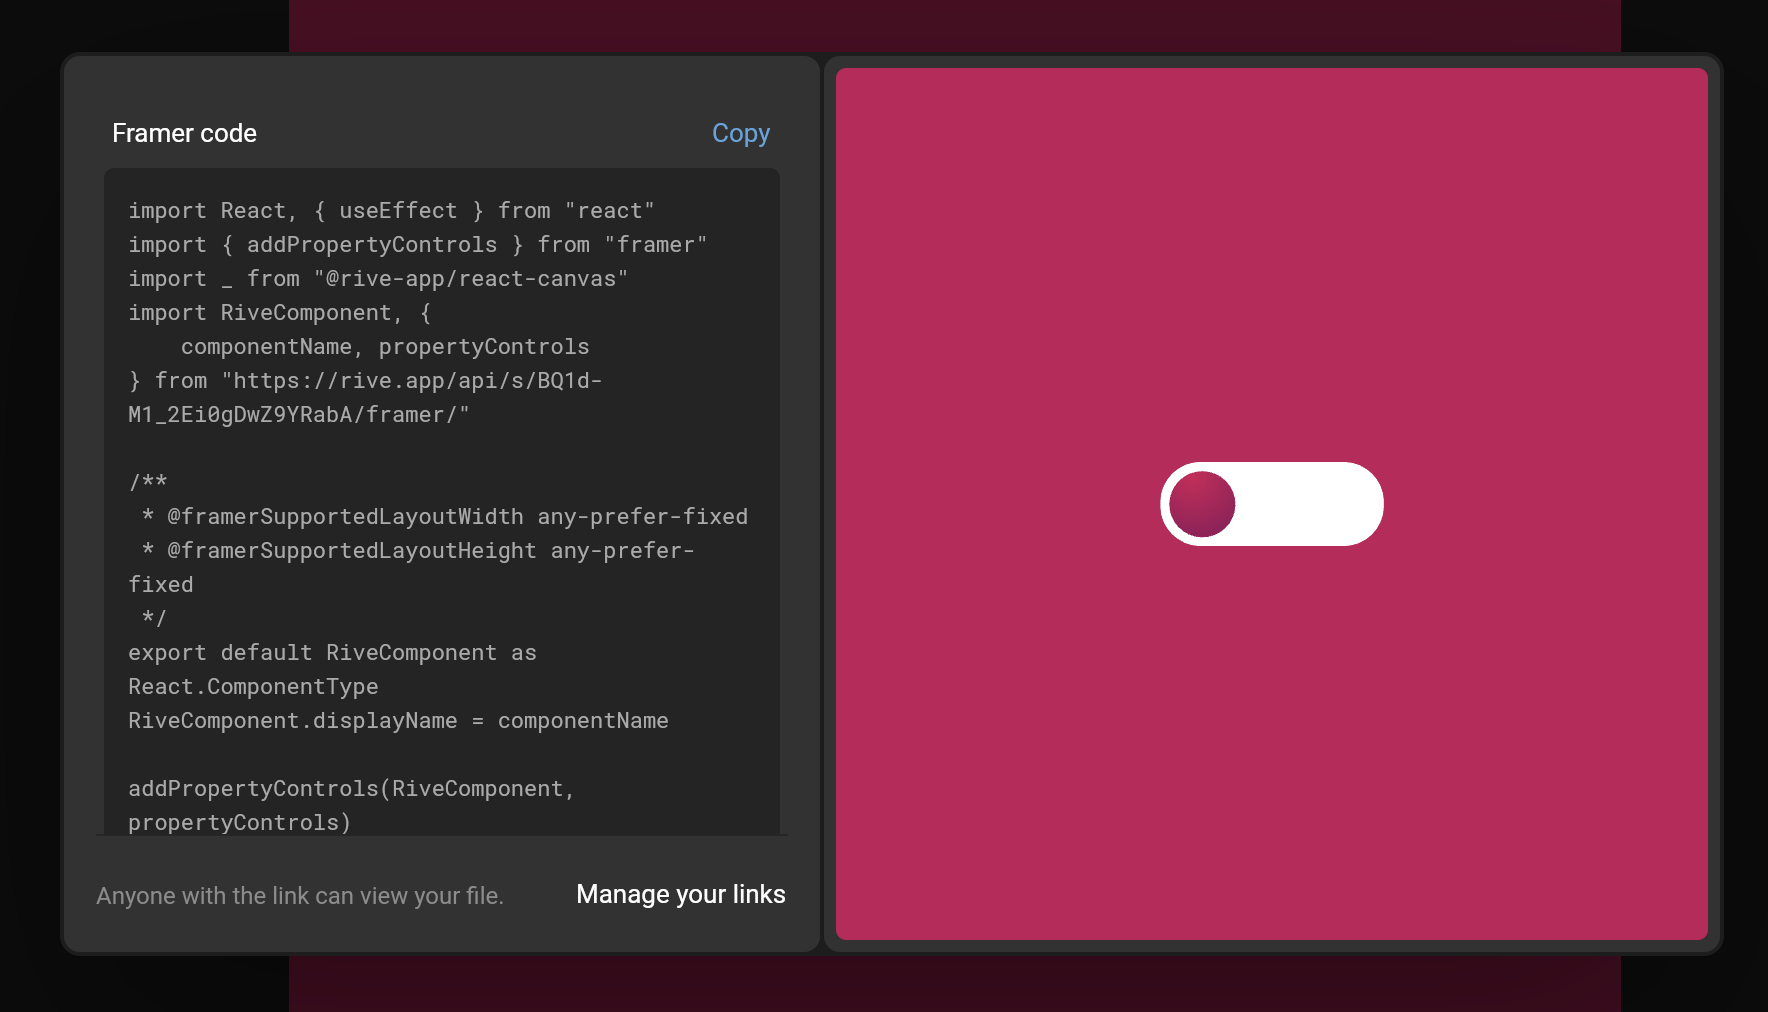 Framer code
Copy
import React, { useEffect } from "react"
import { addPropertyControls } from "framer"
import _ from "@rive-app/react-canvas"
import RiveComponent, {
    componentName, propertyControls
} from "https://rive.app/api/s/BQ1d-
M1_2Ei0gDwZ9YRabA/framer/"
/**
 * @framerSupportedLayoutWidth any-prefer-fixed
 * @framerSupportedLayoutHeight any-prefer-
fixed
 */
export default RiveComponent as
React.ComponentType
RiveComponent.displayName = componentName
addPropertyControls(RiveComponent,
propertyControls)
Anyone with the link can view your file.
Manage your links